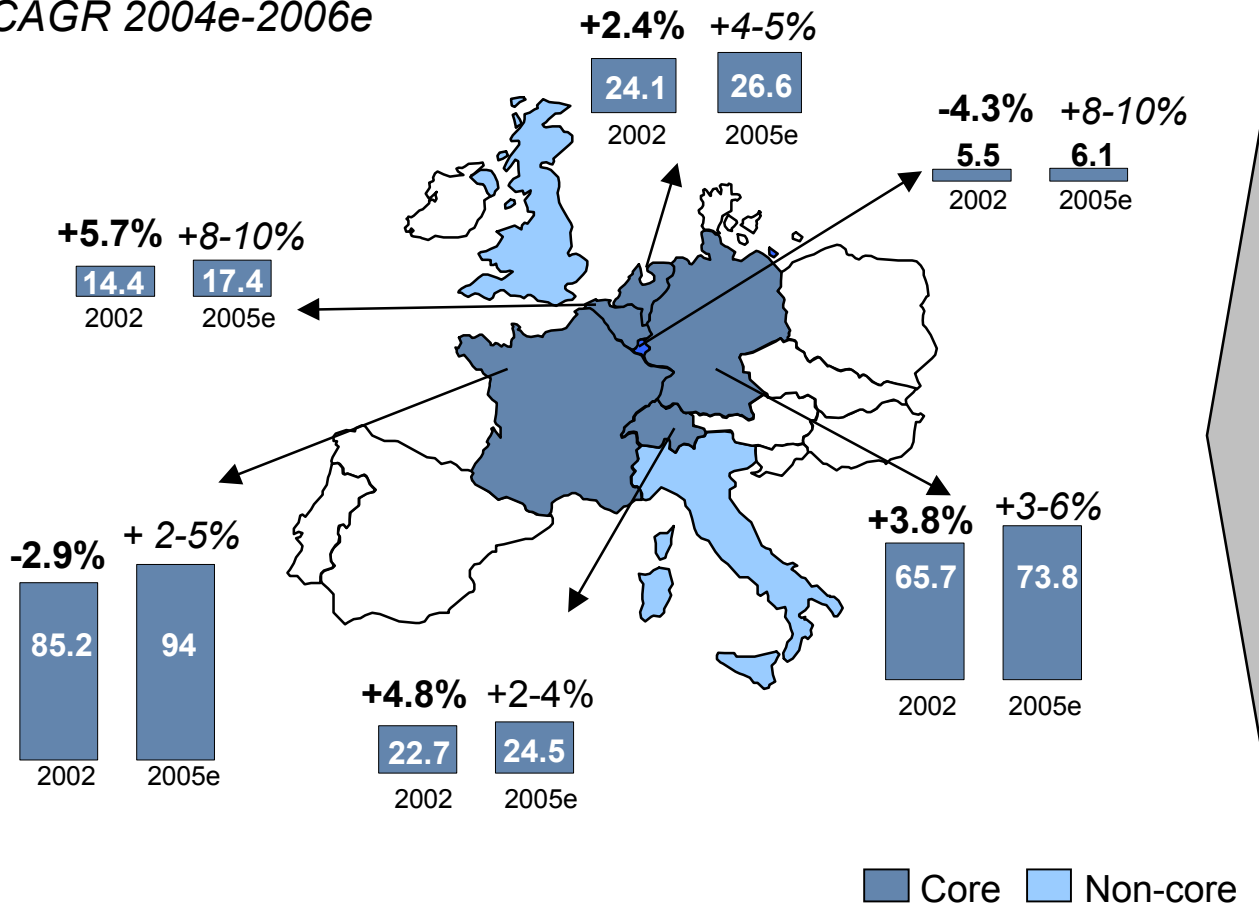 CAGR 2004e-2006e
+2.4% +4-5%
24.1 26.6
2002 2005e
-4.3% +8-10%
5.5 6.1
2002 2005e
+5.7% +8-10%
14.4 17.4
2002 2005e
-2.9% + 2-5%
85.2 94
2002 2005e
+4.8% +2-4%
22.7 24.5
2002 2005e
+3.8% +3-6%
65.7 73.8
2002 2005e
Core Non-core